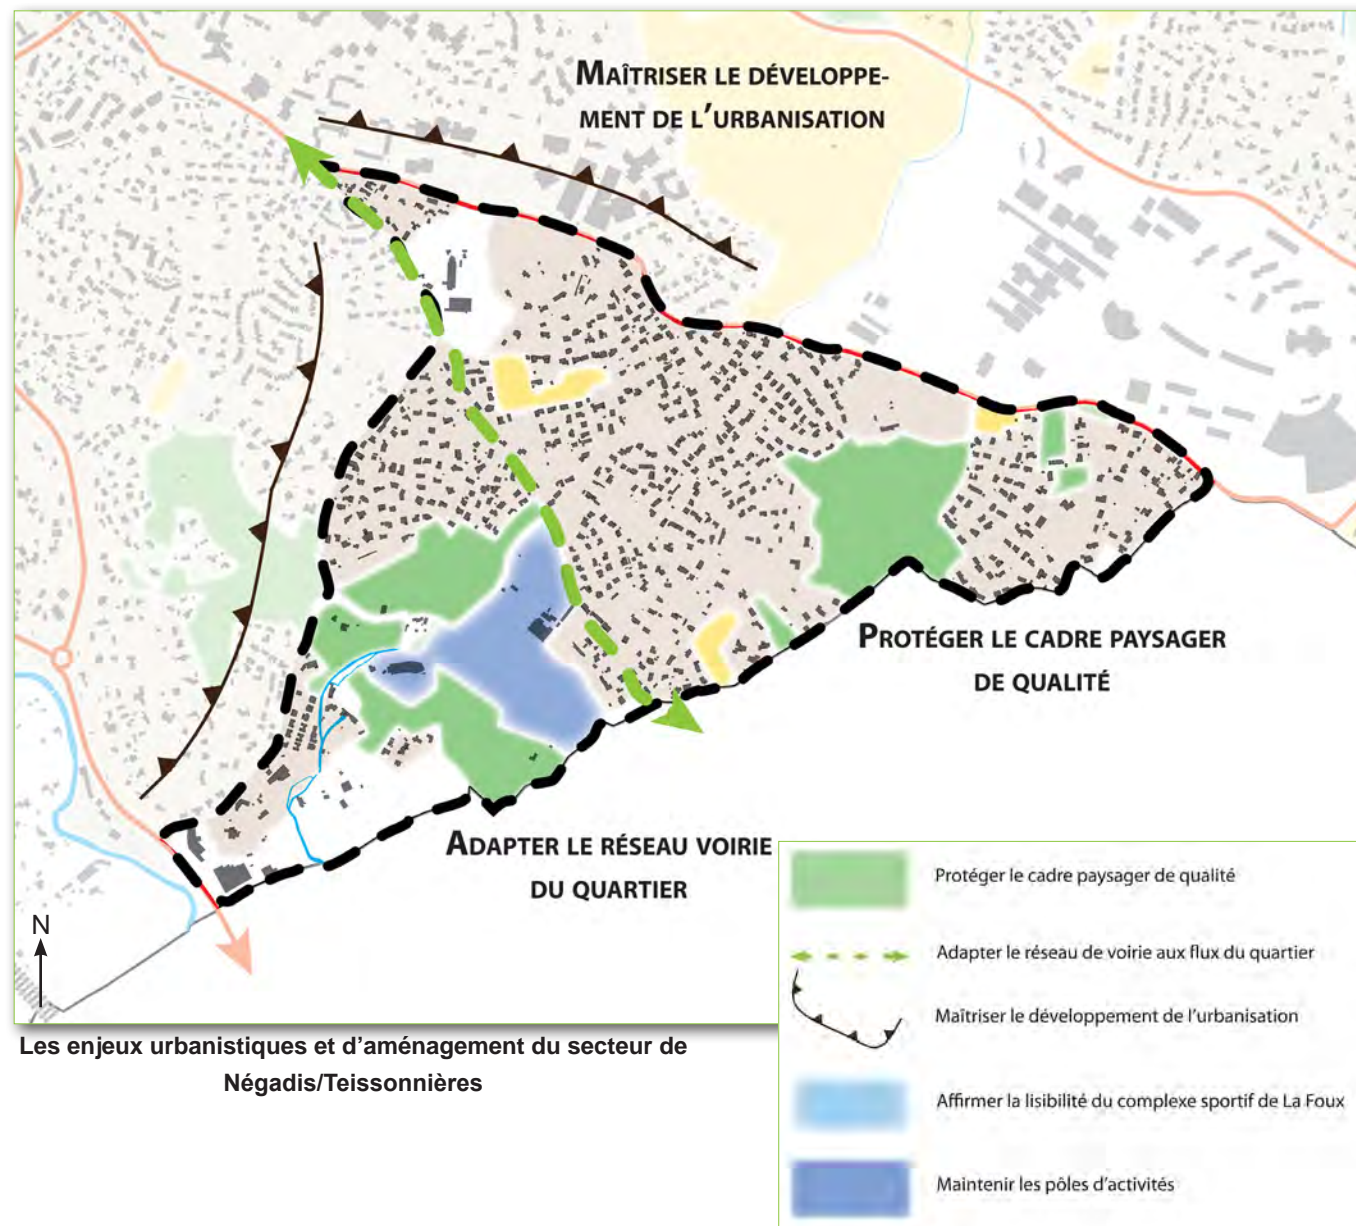 MAÎTRISER LE DÉVELOPPE-
MENT DE L'URBANISATION
PROTÉGER LE CADRE PAYSAGER
DE QUALITÉ
ADAPTER LE RÉSEAU VOIRIE
DU QUARTIER
N
Protéger le cadre paysager de qualité
Adapter le réseau de voirie aux flux du quartier
Maîtriser le développement de l'urbanisation
Affirmer la lisibilité du complexe sportif de La Foux
Maintenir les pôles d'activités
Les enjeux urbanistiques et d'aménagement du secteur de
Négadis/Teissonnières